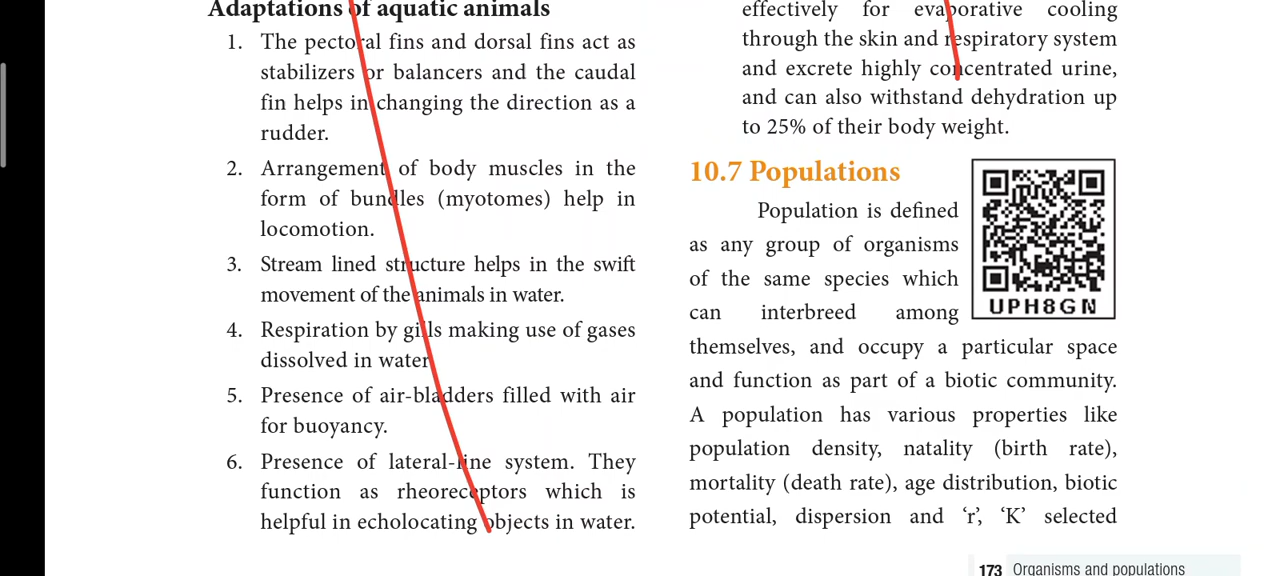 Adaptations of aquatic animals
1. The pectoral fins and dorsal fins act as
stabilizers or balancers and the caudal
fin helps in changing the direction as a
rudder.
2. Arrangement of body muscles in the
form of bundles (myotomes) help in
locomotion.
3. Stream lined structure helps in the swift
movement of the animals in water.
4. Respiration by gills making use of gases
dissolved in water
5. Presence of air-bladders filled with air
for buoyancy.
6. Presence of lateral-line system. They
function as rheoreceptors which is
helpful in echolocating objects in water.
effectively for evaporative cooling
through the skin and respiratory system
and excrete highly concentrated urine,
and can also withstand dehydration up
to 25% of their body weight.
10.7 Populations
Population is defined
as any group of organisms
of the same species which
can interbreed among
themselves, and occupy a particular space
and function as part of a biotic community.
A population has various properties like
population density, natality (birth rate),
mortality (death rate), age distribution, biotic
potential, dispersion and ‘r’, ‘K’ selected
UPH8GN
173 Organisms and populations